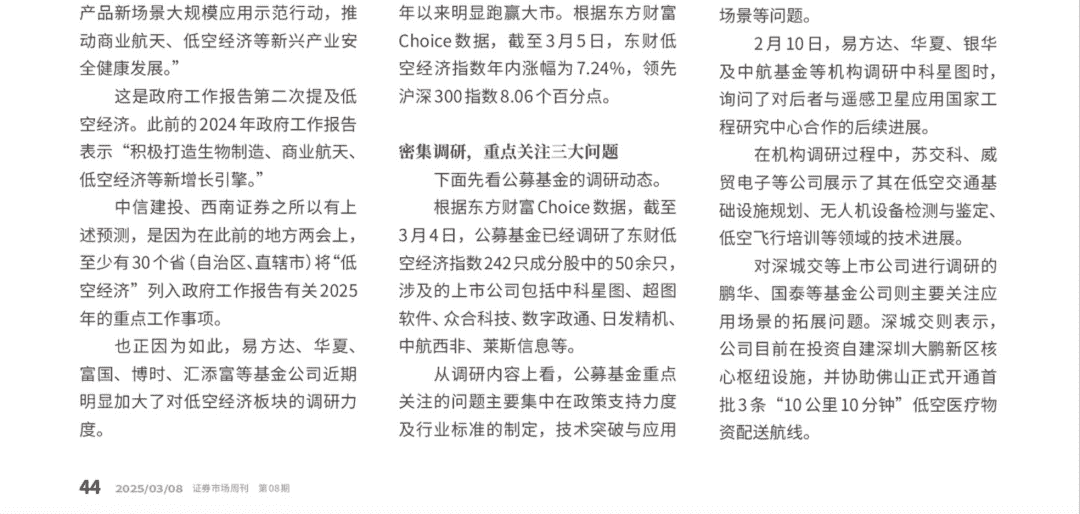 产品新场景大规模应用示范行动，推
动商业航天、低空经济等新兴产业安
全健康发展。”
这是政府工作报告第二次提及低
空经济。此前的2024年政府工作报告
表示“积极打造生物制造、商业航天、
低空经济等新增长引擎。”
中信建投、西南证券之所以有上
述预测，是因为在此前的地方两会上，
至少有30个省（自治区、直辖市）将“低
空经济”列入政府工作报告有关2025
年的重点工作事项。
也正因为如此，易方达、华夏、
富国、博时、汇添富等基金公司近期
明显加大了对低空经济板块的调研力
度。
年以来明显跑赢大市。根据东方财富
Choice数据，截至3月5日，东财低
空经济指数年内涨幅为7.24%，领先
沪深300指数8.06个百分点。
密集调研，重点关注三大问题
下面先看公募基金的调研动态。
根据东方财富Choice数据，截至
3月4日，公募基金已经调研了东财低
空经济指数242只成分股中的50余只，
涉及的上市公司包括中科星图、超图
软件、众合科技、数字政通、日发精机、
中航西非、莱斯信息等。
从调研内容上看，公募基金重点
关注的问题主要集中在政策支持力度
及行业标准的制定，技术突破与应用
场景等问题。
2月10日，易方达、华夏、银华
及中航基金等机构调研中科星图时，
询问了对后者与遥感卫星应用国家工
程研究中心合作的后续进展。
在机构调研过程中，苏交科、威
贸电子等公司展示了其在低空交通基
础设施规划、无人机设备检测与鉴定、
低空飞行培训等领域的技术进展。
对深城交等上市公司进行调研的
鹏华、国泰等基金公司则主要关注应
用场景的拓展问题。深城交则表示，
公司目前在投资自建深圳大鹏新区核
心枢纽设施，并协助佛山正式开通首
批3条“10公里10分钟”低空医疗物
资配送航线。
44 2025/03/08 证券市场周刊 第08期